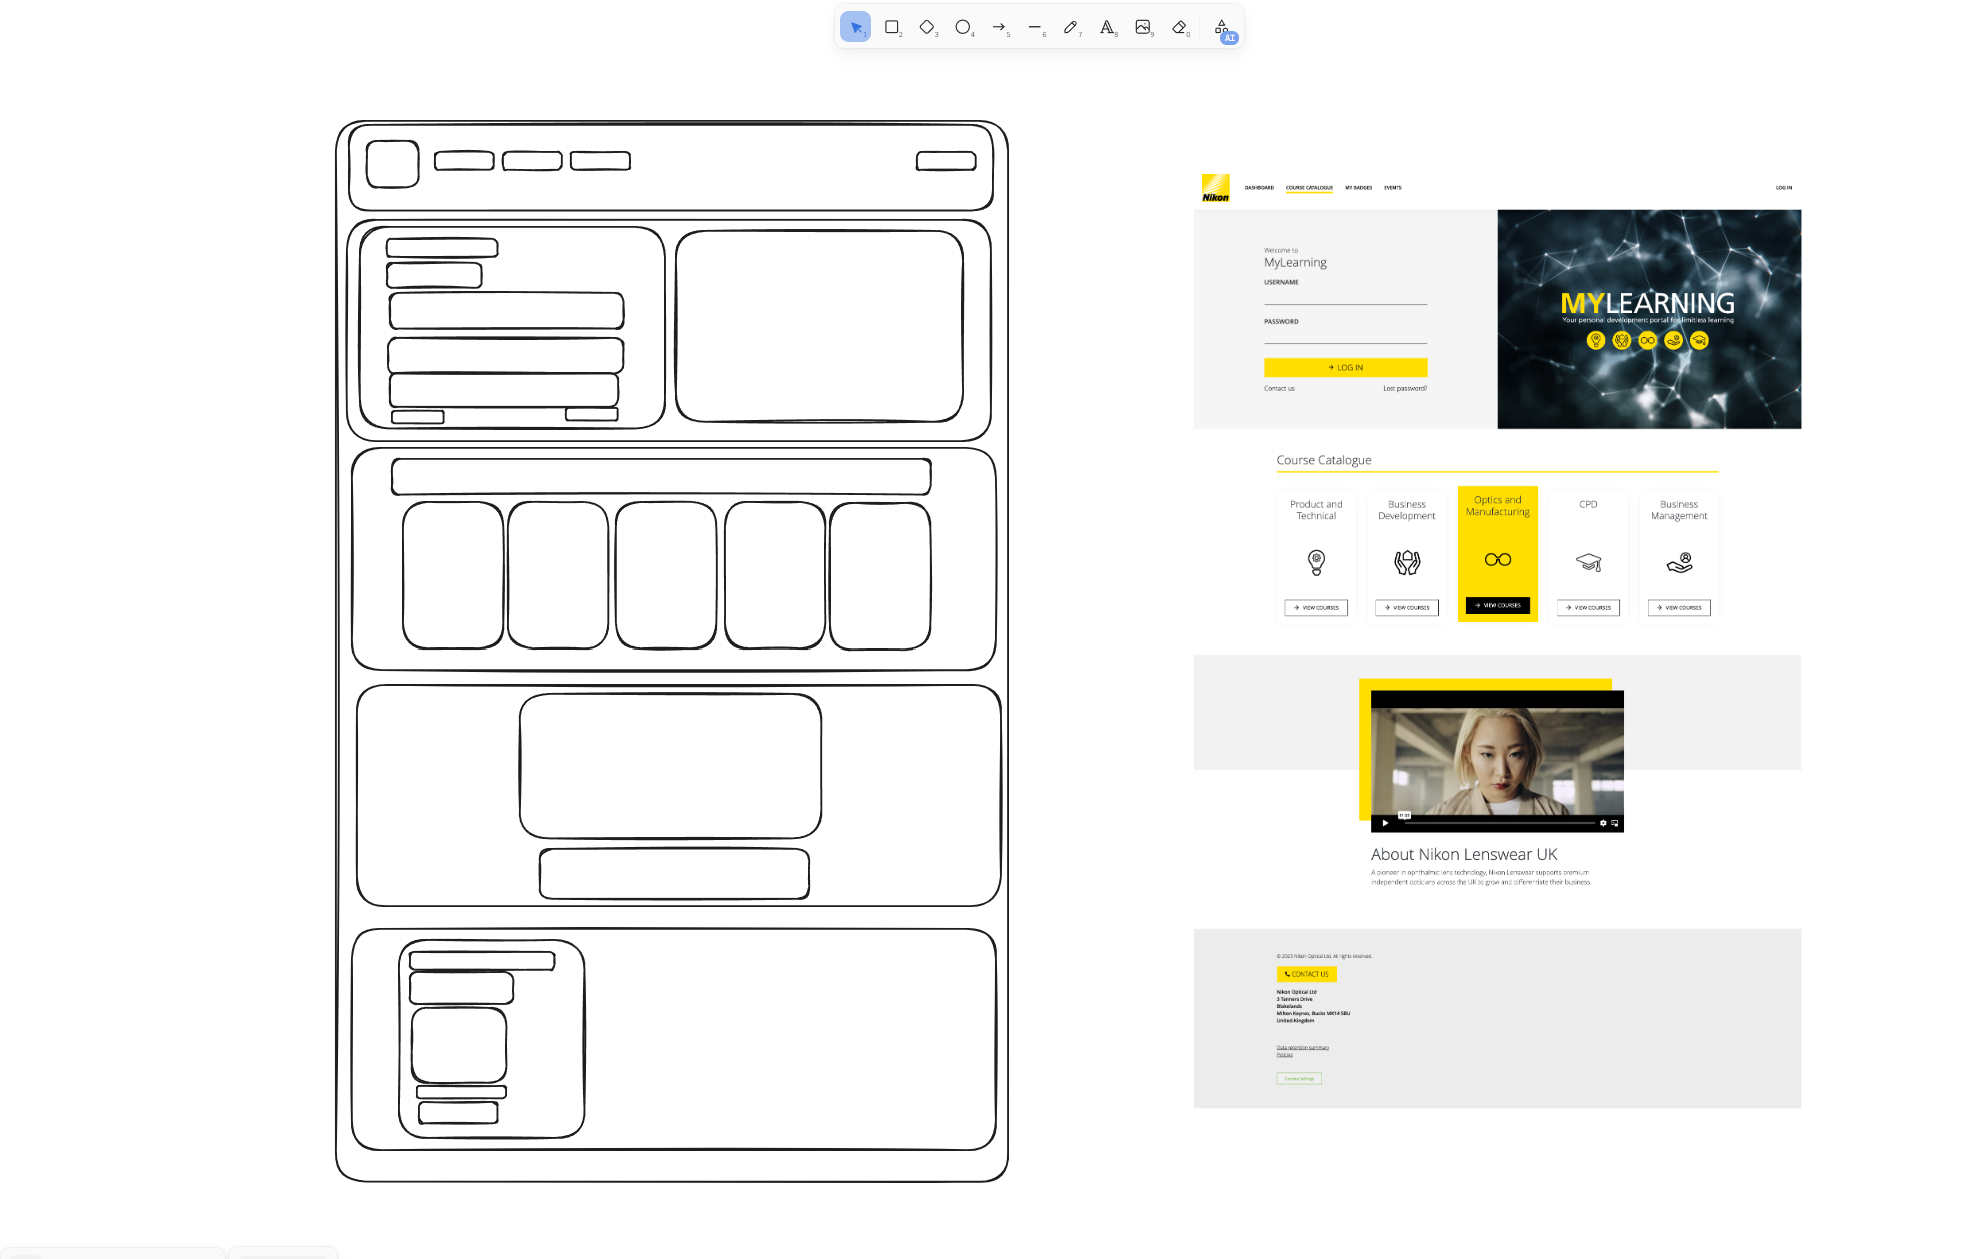 1
2
3
4
5
6
7
8
9
0
AI
Nikon
DASHBOARD
COURSE CATALOGUE
MY BADGES
EVENTS
LOG IN
Welcome to
MyLearning
USERNAME
PASSWORD
LOG IN
Contact us
Lost password?
MYLEARNING
Your personal development portal for limitless learning
Course Catalogue
Product and
Technical
VIEW COURSES
Business
Development
VIEW COURSES
Optics and
Manufacturing
VIEW COURSES
CPD
VIEW COURSES
Business
Management
VIEW COURSES
About Nikon Lenswear UK
A pioneer in ophthalmic lens technology, Nikon Lenswear supports premium
independent opticians across the UK to grow and differentiate their business
© 2023 Nikon Optical Ltd. All rights reserved.
CONTACT US
Nikon Optical Ltd
3 Tanners Drive
Blakelands
Milton Keynes, Bucks MK14 5BU
United-Kingdom
Data retention summary
Policies